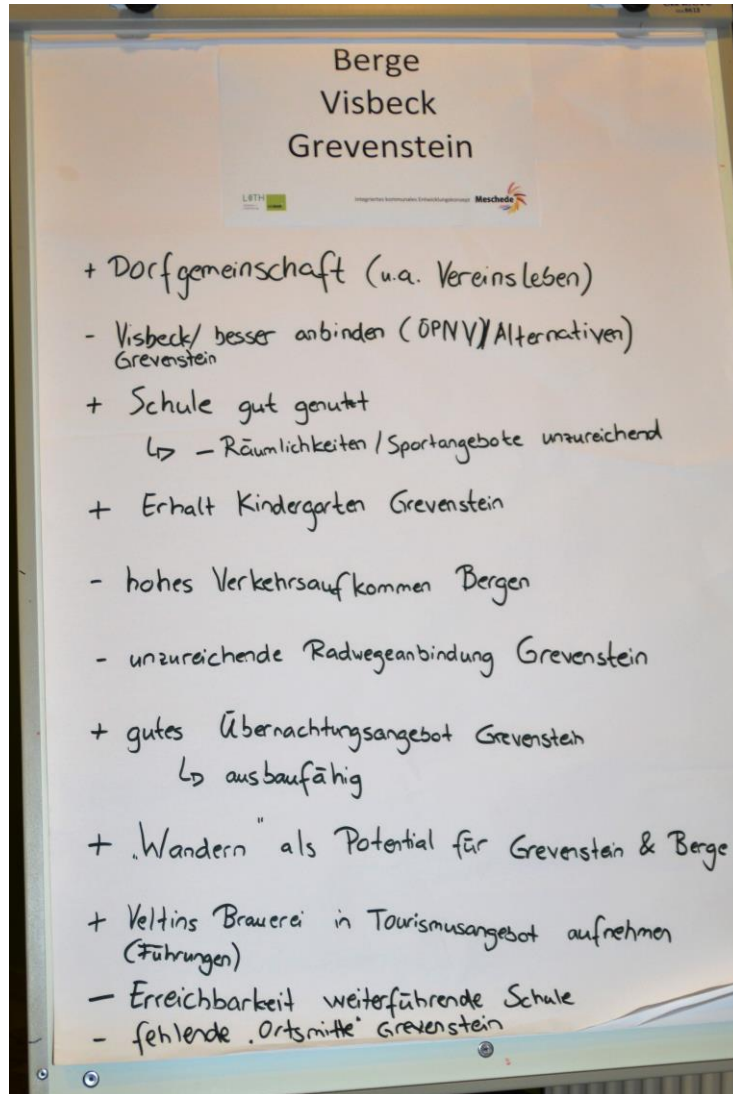 Berge
Visbeck
Grevenstein
LOTH
Integriertes kommunales Entwicklungskonzept Meschede
+ Dorfgemeinschaft (u.a. Vereinsleben)
- Visbeck/ besser anbinden (ÖPNV)/Alternativen)
Grevenstein
+ Schule gut genutzt
↳ - Räumlichkeiten / Sportangebote unzureichend
+ Erhalt Kindergarten Grevenstein
- hohes Verkehrsaufkommen Bergen
- unzureichende Radwegeanbindung Grevenstein
+ gutes Übernachtungsangebot Grevenstein
↳ ausbaufähig
+ „Wandern" als Potential für Grevenstein & Berge
+ Veltins Brauerei in Tourismusangebot aufnehmen
(Führungen)
- Erreichbarkeit weiterführende Schule
- fehlende "Ortsmitte" Grevenstein